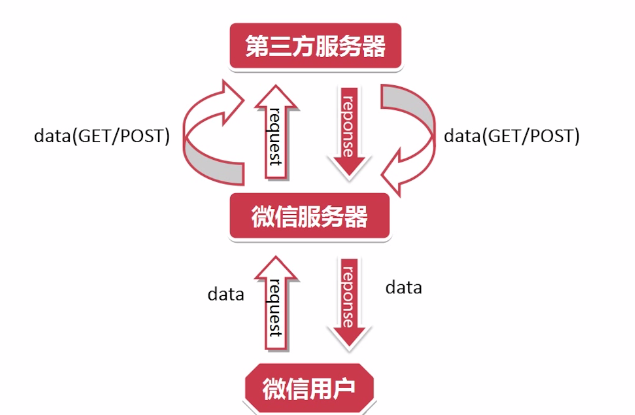 第三方服务器
data(GET/POST)
request
reponse
data(GET/POST)
微信服务器
data
request
reponse
data
微信用户